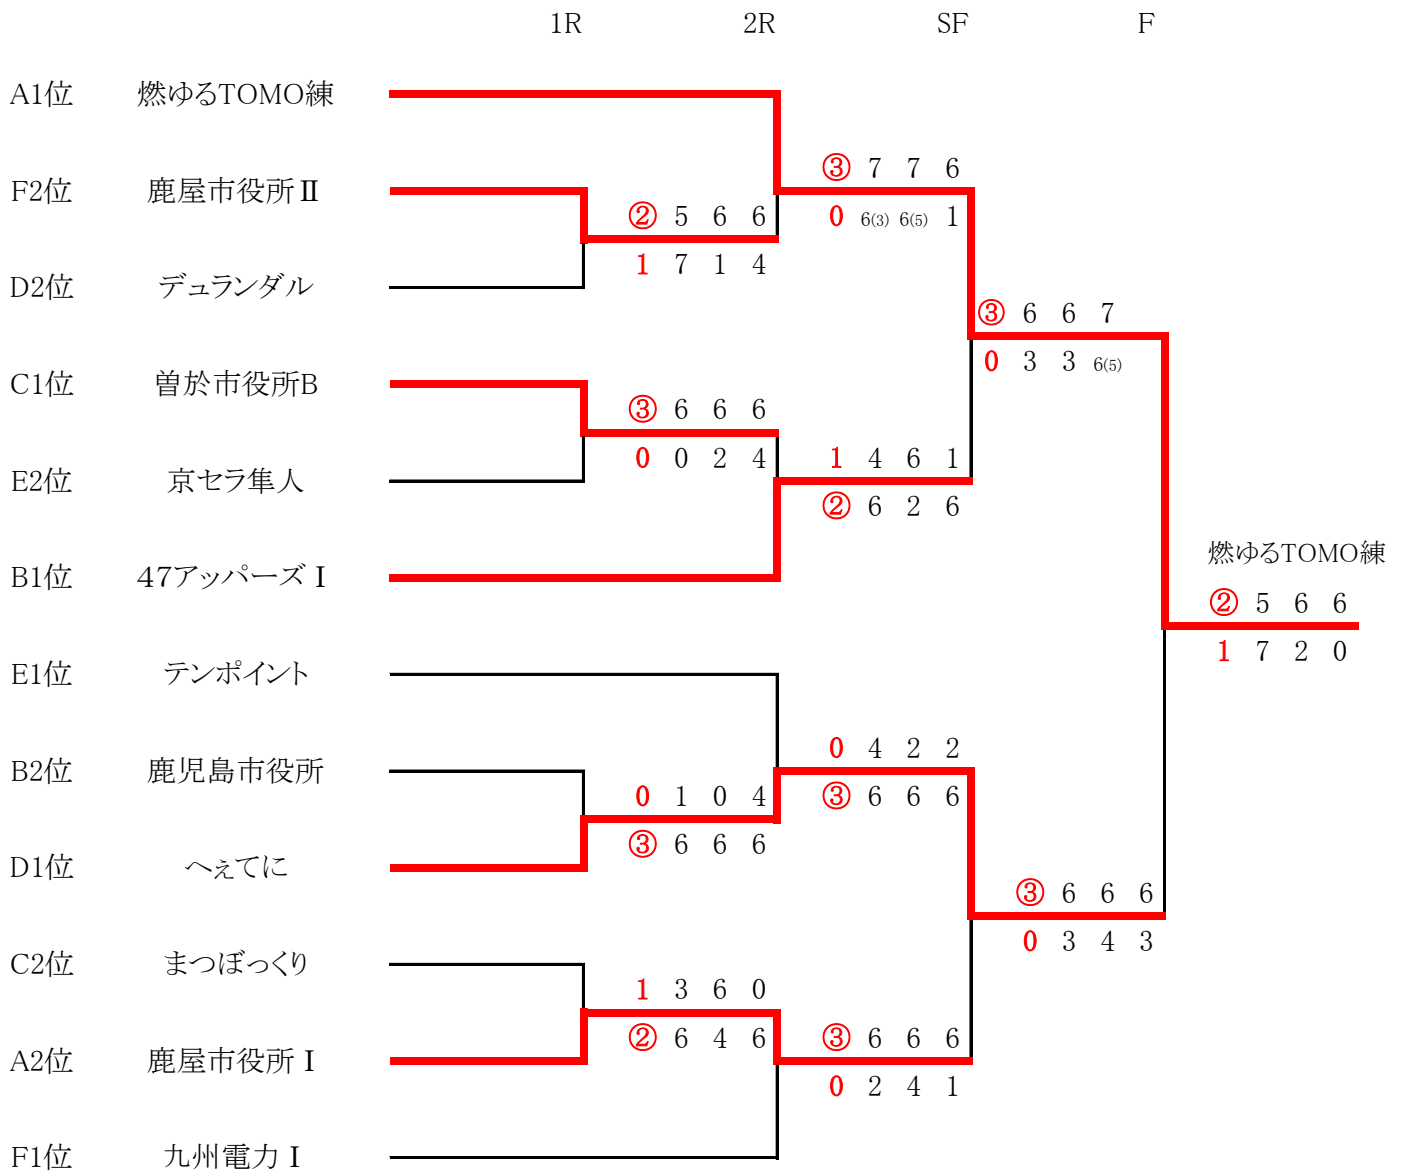 1R 2R SF F
A1位 燃ゆるTOMO練
③ 7 7 6
F2位 鹿屋市役所Ⅱ
② 5 6 6 0 6(3) 6(5) 1
1 7 1 4
D2位 デュランダル
③ 6 6 7
0 3 3 6(5)
C1位 曽於市役所B
③ 6 6 6
0 0 2 4 1 4 6 1
E2位 京セラ隼人
② 6 2 6
燃ゆるTOMO練
B1位 47アッパーズⅠ
② 5 6 6
1 7 2 0
E1位 テンポイント
0 4 2 2
B2位 鹿児島市役所
0 1 0 4 ③ 6 6 6
③ 6 6 6
D1位 へぇてに
③ 6 6 6
0 3 4 3
C2位 まつぼっくり
1 3 6 0
② 6 4 6 ③ 6 6 6
A2位 鹿屋市役所Ⅰ
0 2 4 1
F1位 九州電力Ⅰ